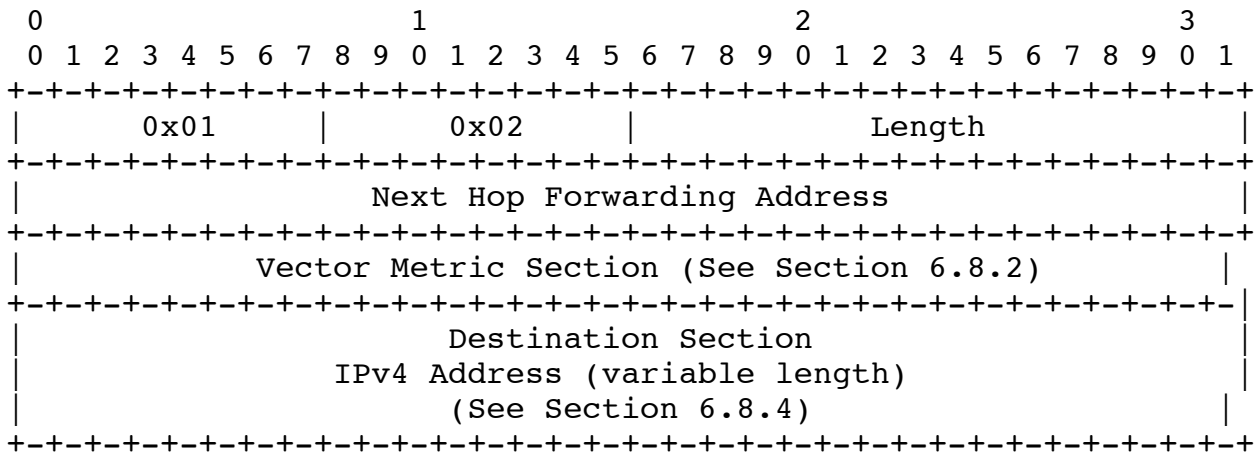 0                   1                   2                   3
 0 1 2 3 4 5 6 7 8 9 0 1 2 3 4 5 6 7 8 9 0 1 2 3 4 5 6 7 8 9 0 1
+-+-+-+-+-+-+-+-+-+-+-+-+-+-+-+-+-+-+-+-+-+-+-+-+-+-+-+-+-+-+-+-+
|      0x01     |      0x02     |            Length             |
+-+-+-+-+-+-+-+-+-+-+-+-+-+-+-+-+-+-+-+-+-+-+-+-+-+-+-+-+-+-+-+-+
|                  Next Hop Forwarding Address                  |
+-+-+-+-+-+-+-+-+-+-+-+-+-+-+-+-+-+-+-+-+-+-+-+-+-+-+-+-+-+-+-+-+
|            Vector Metric Section (See Section 6.8.2)          |
+-+-+-+-+-+-+-+-+-+-+-+-+-+-+-+-+-+-+-+-+-+-+-+-+-+-+-+-+-+-+-+-|
|                      Destination Section                      |
|                IPv4 Address (variable length)                 |
|                      (See Section 6.8.4)                     |
+-+-+-+-+-+-+-+-+-+-+-+-+-+-+-+-+-+-+-+-+-+-+-+-+-+-+-+-+-+-+-+-+